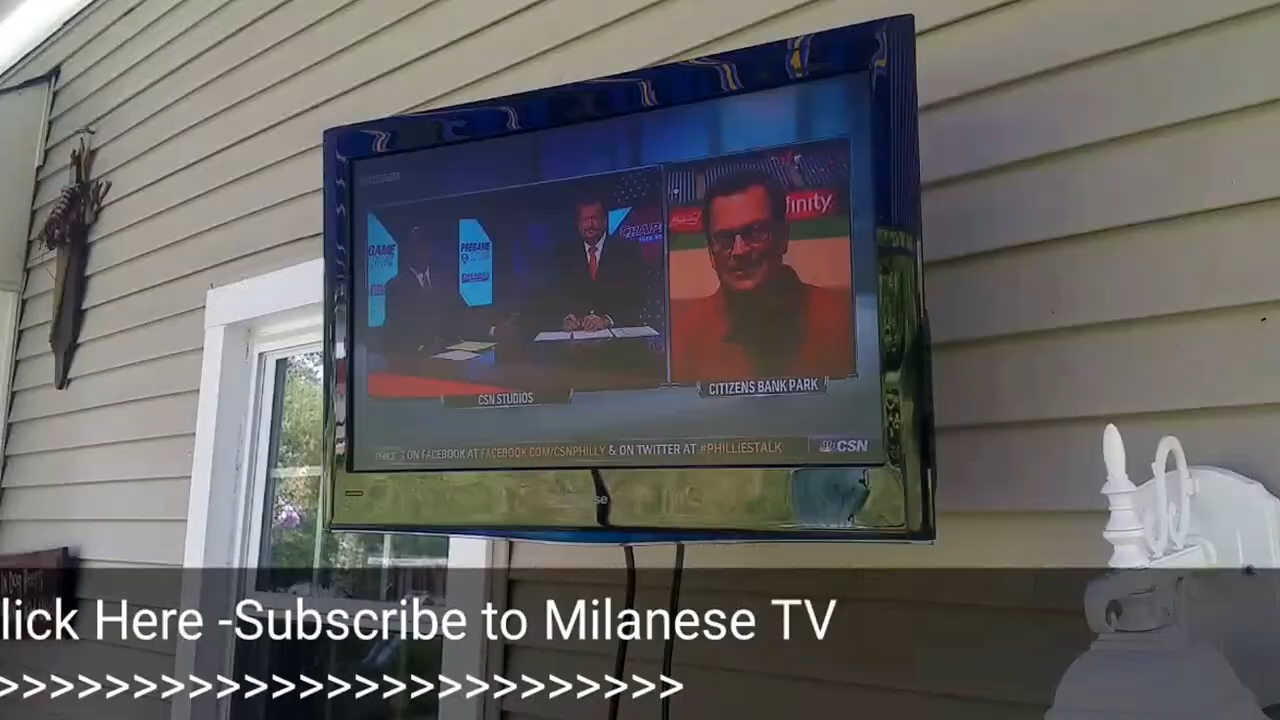 finity
GAME
PREGAME
CSN STUDIOS
CITIZENS BANK PARK
ON FACEBOOK AT FACEBOOK.COM/CSNPHILLY & ON TWITTER AT #PHILLIESTALK
CSN
lick Here -Subscribe to Milanese TV
>>>>>>>>>>>>>>>>>>>>>>>>>>